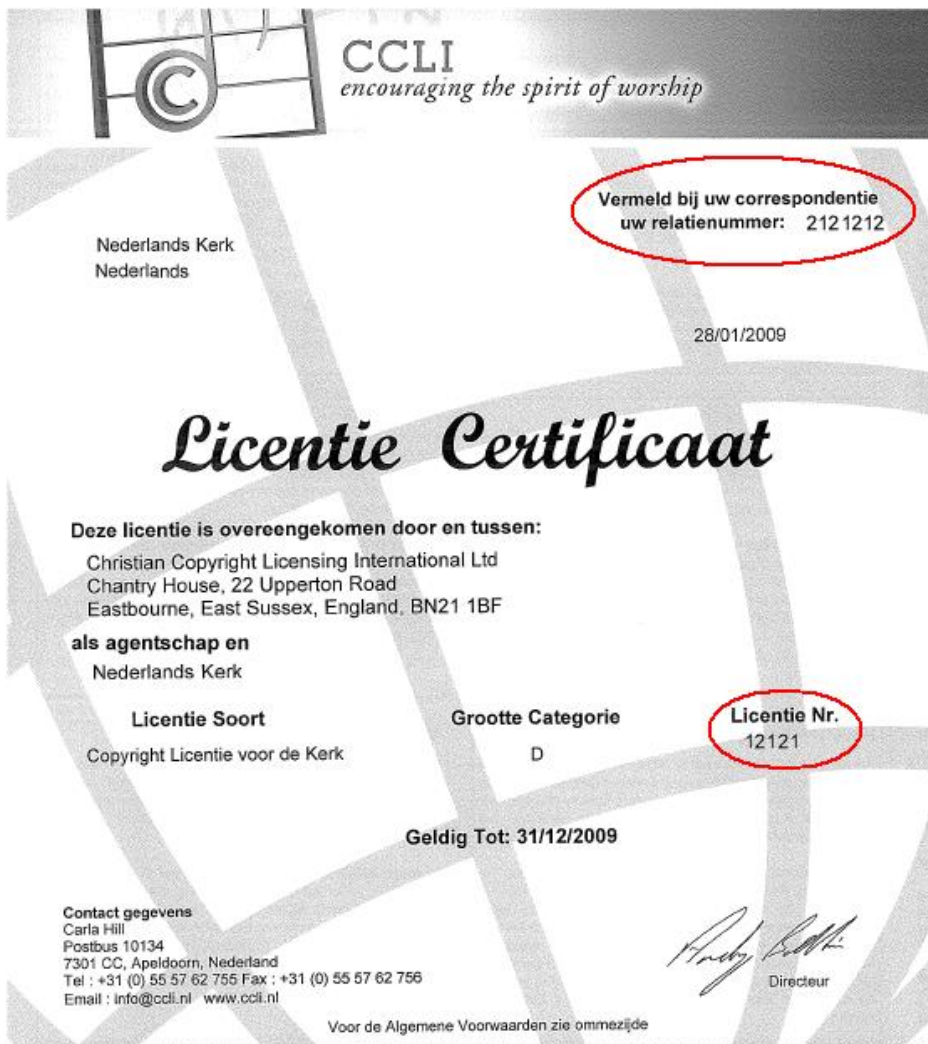 CCLI
encouraging the spirit of worship
Vermeld bij uw correspondentie
uw relatienummer: 2121212
Nederlands Kerk
Nederlands
28/01/2009
Licentie Certificaat
Deze licentie is overeengekomen door en tussen:
Christian Copyright Licensing International Ltd
Chantry House, 22 Upperton Road
Eastbourne, East Sussex, England, BN21 1BF
als agentschap en
Nederlands Kerk
Licentie Soort Grootte Categorie Licentie Nr.
Copyright Licentie voor de Kerk D 12121
Geldig Tot: 31/12/2009
Contact gegevens
Carla Hill
Postbus 10134
7301 CC, Apeldoorn, Nederland
Tel : +31 (0) 55 57 62 755 Fax : +31 (0) 55 57 62 756
Email : info@ccli.nl www.ccli.nl
Directeur
Voor de Algemene Voorwaarden zie ommezijde